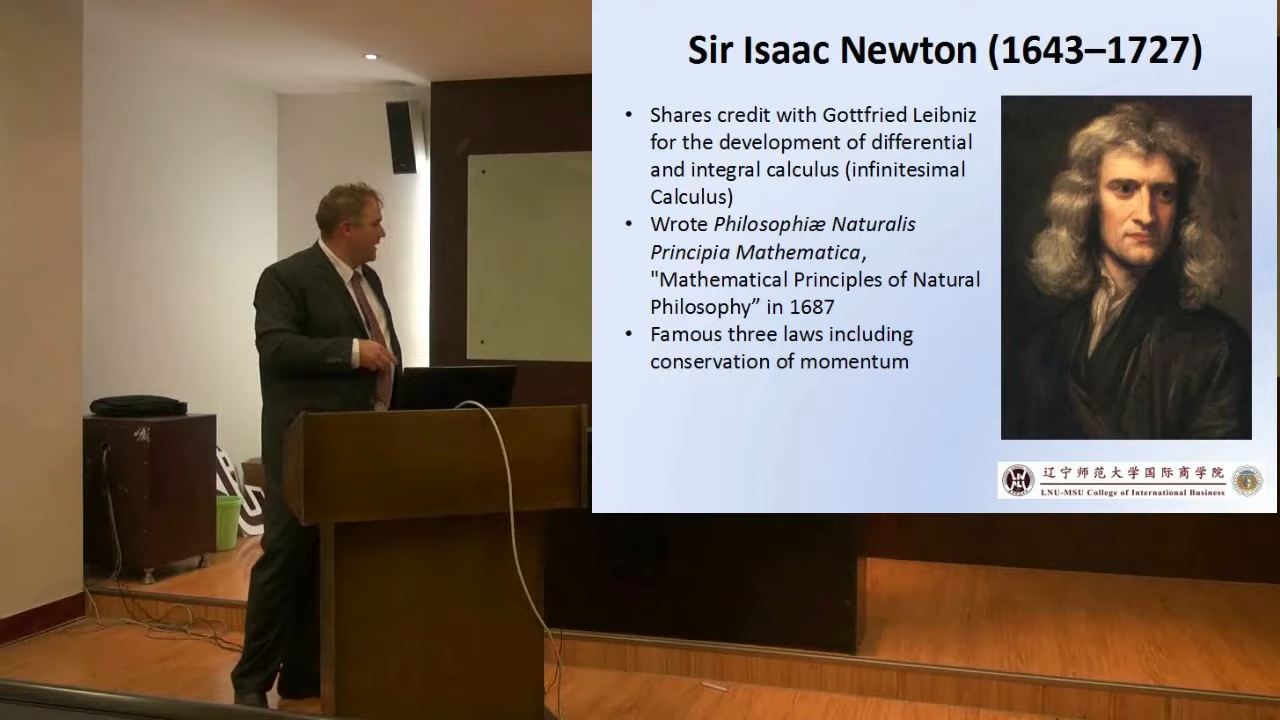 Sir Isaac Newton (1643–1727)
• Shares credit with Gottfried Leibniz
for the development of differential
and integral calculus (infinitesimal
Calculus)
• Wrote Philosophiæ Naturalis
Principia Mathematica,
"Mathematical Principles of Natural
Philosophy” in 1687
• Famous three laws including
conservation of momentum
辽宁师范大学国际商学院
LNU-MSU College of International Business